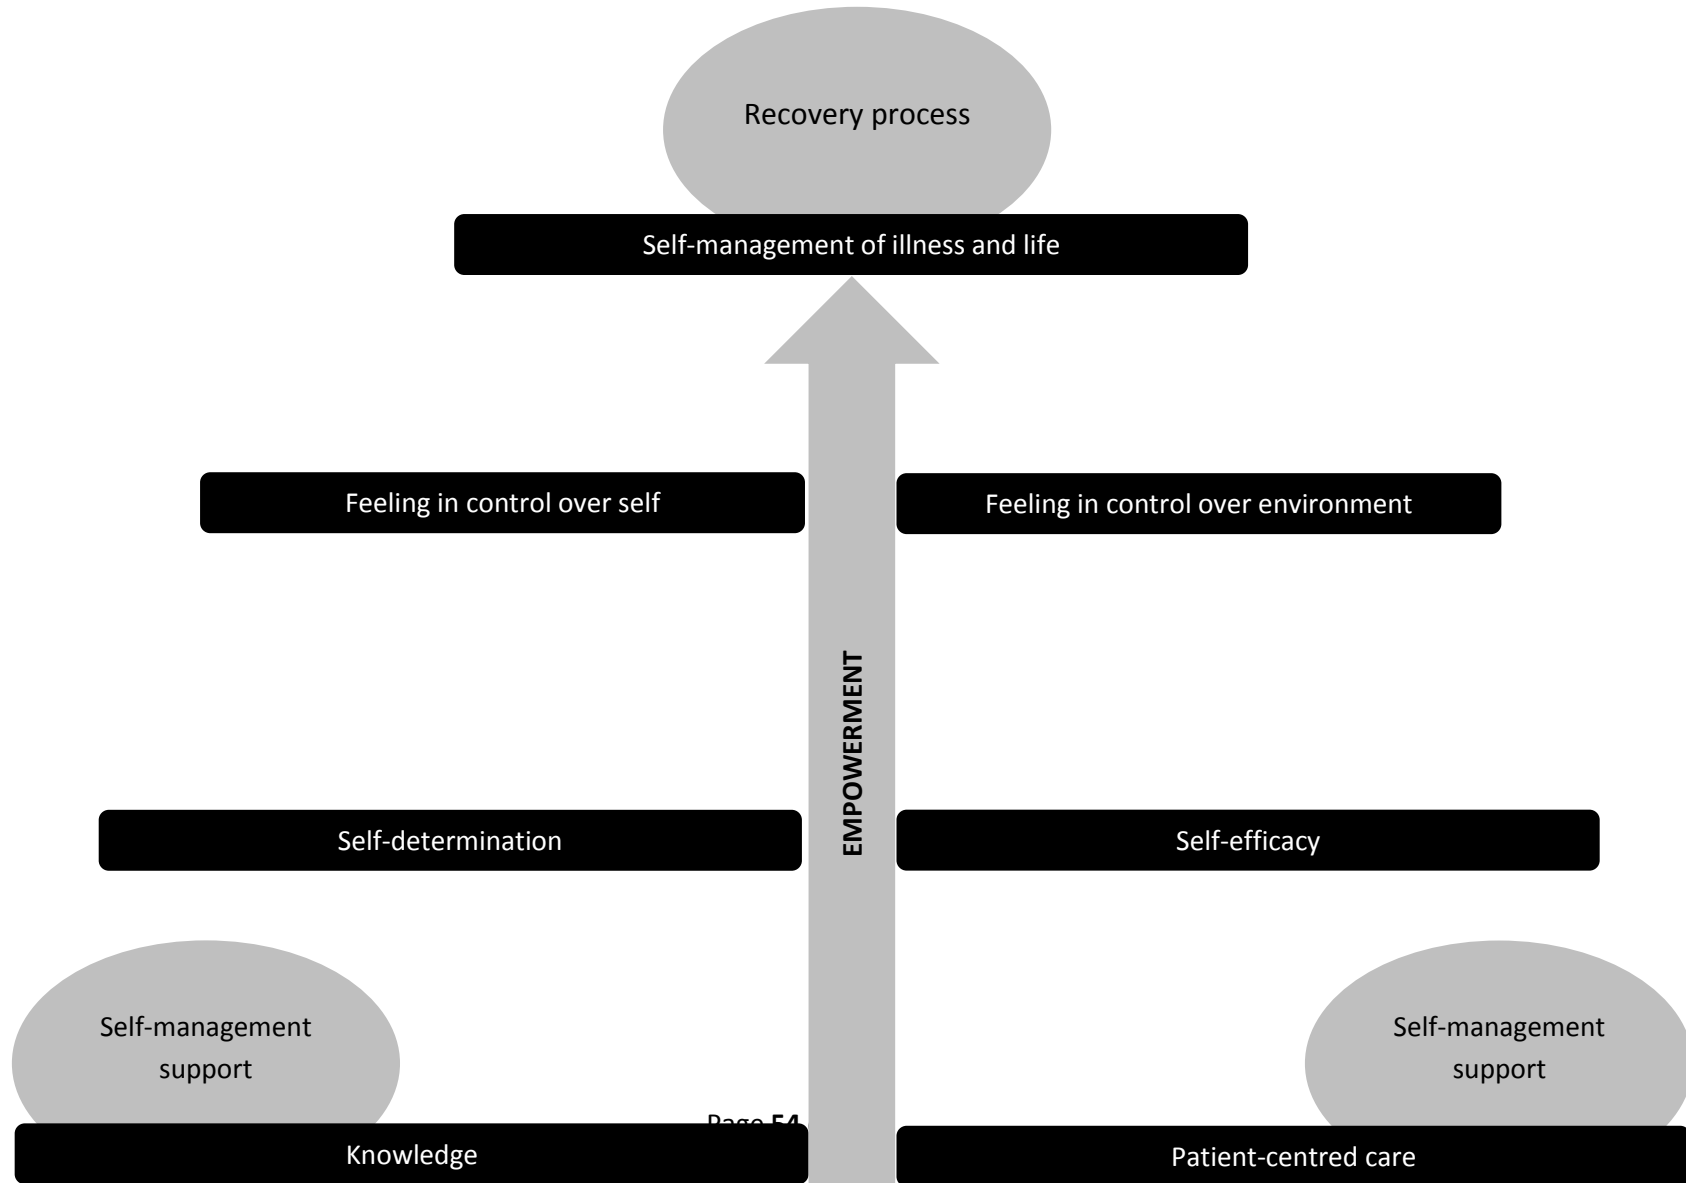 Recovery process
Self-management of illness and life
Feeling in control over self
Feeling in control over environment
EMPOWERMENT
Self-determination
Self-efficacy
Self-management
support
Self-management
support
Page 54
Knowledge
Patient-centred care